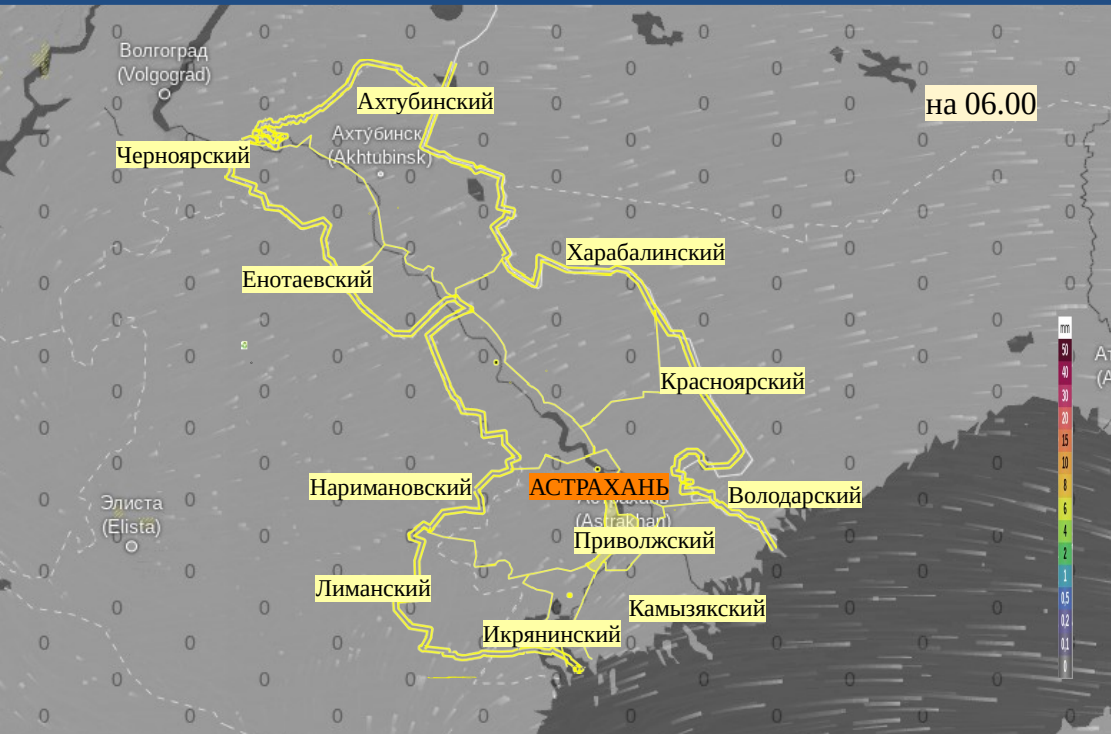 Волгоград
(Volgograd)
Ахтубинский
на 06.00
Ахту́бинск
(Akhtubinsk)
Черноярский
Харабалинский
Енотаевский
mm
50
40
30
20
15
10
8
6
4
2
1
0,5
0,2
0,1
0
Красноярский
Наримановский
АСТРАХАНЬ
(Astrakhan)
Володарский
Элиста
(Elista)
Приволжский
Лиманский
Камызякский
Икрянинский